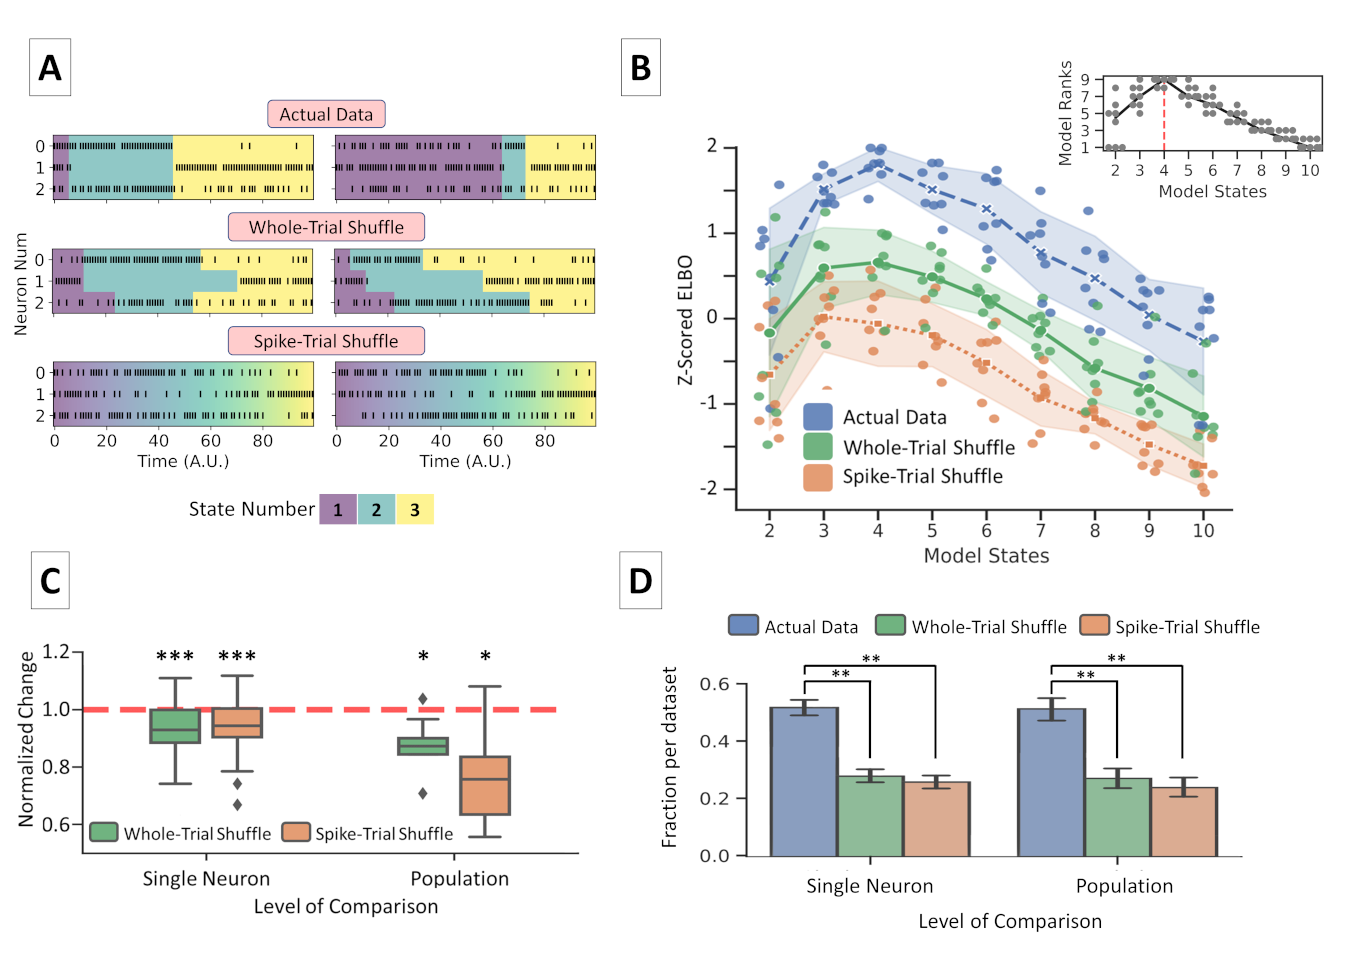 A
Actual Data
0
1
2
Whole-Trial Shuffle
Neuron Num
0
1
2
Spike-Trial Shuffle
0
1
2
0 20 40 60 80
0 20 40 60 80
Time (A.U.)
Time (A.U.)
State Number 1 2 3
B
Model Ranks
9
7
5
3
1
2 3 4 5 6 7 8 9 10
Model States
Z-Scored ELBO
2
1
0
-1
-2
Actual Data
Whole-Trial Shuffle
Spike-Trial Shuffle
2 3 4 5 6 7 8 9 10
Model States
C
Normalized Change
1.2
1.0
0.8
0.6
*** *** * *
Whole-Trial Shuffle Spike-Trial Shuffle
Single Neuron Population
Level of Comparison
D
Actual Data Whole-Trial Shuffle Spike-Trial Shuffle
Fraction per dataset
0.6
0.4
0.2
0.0
** **
** **
Single Neuron Population
Level of Comparison